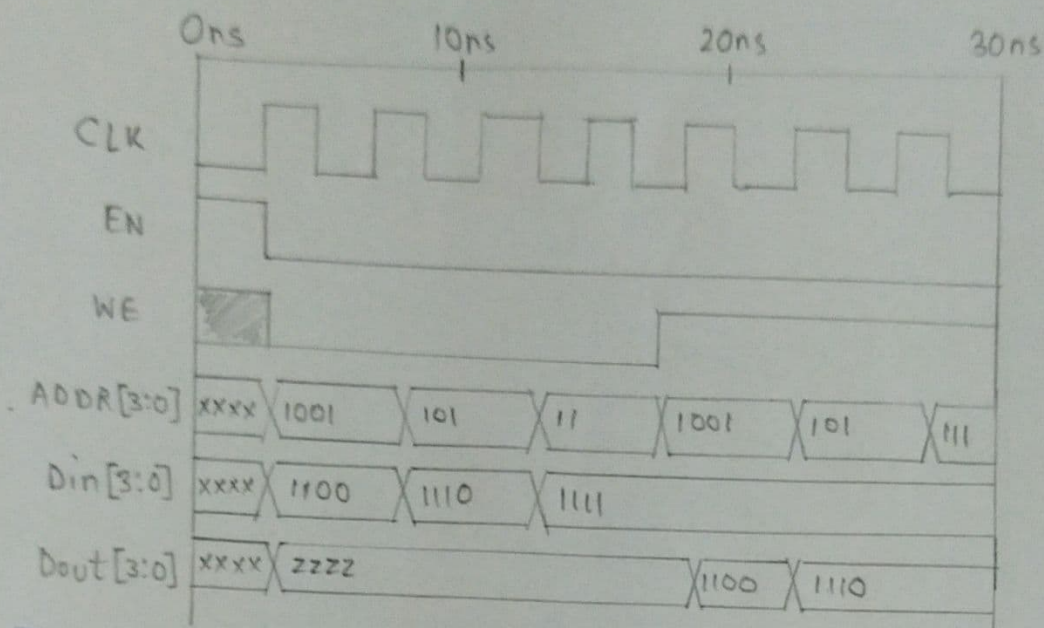 0ns 10ns 20ns 30ns
CLK
EN
WE
ADDR[3:0] xxxx 1001 101 11 1001 101 111
Din[3:0] xxxx 1100 1110 1111
Dout[3:0] xxxx zzzz 1100 1110